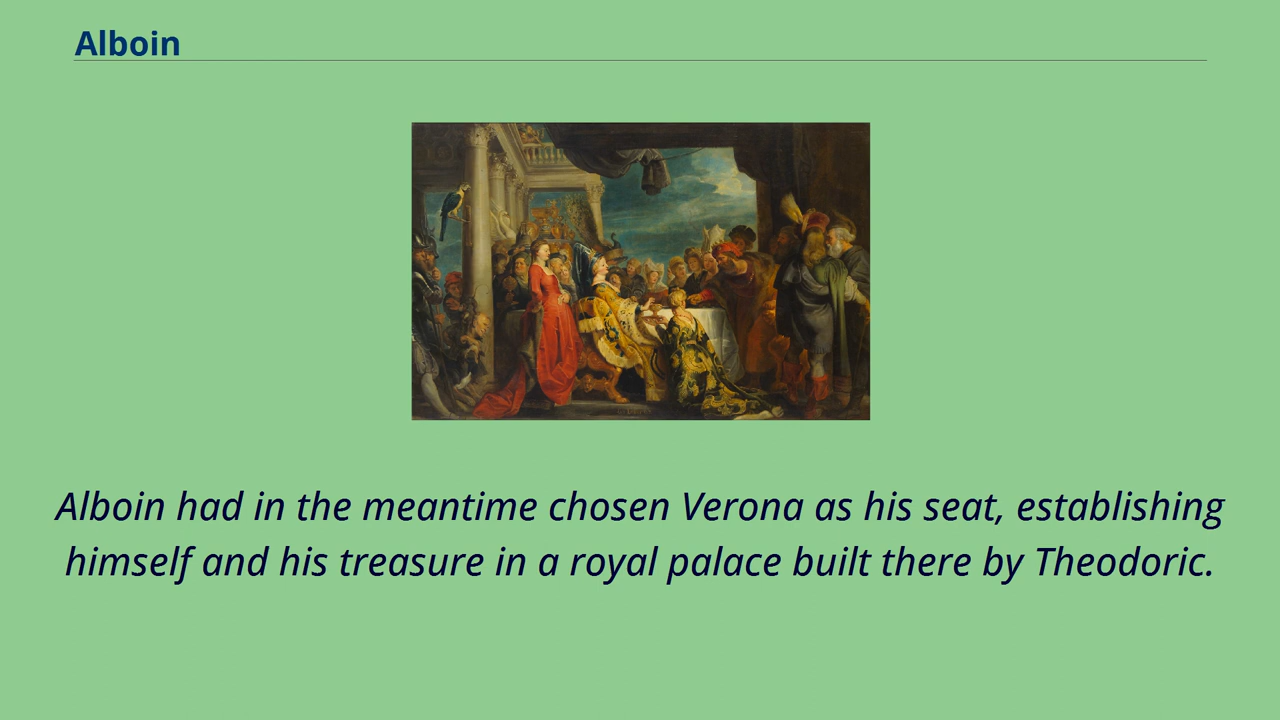 Alboin
Alboin had in the meantime chosen Verona as his seat, establishing
himself and his treasure in a royal palace built there by Theodoric.